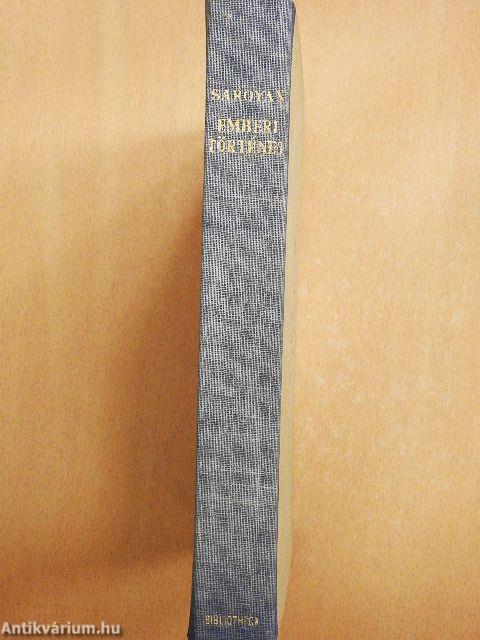 SAROYAN
EMBERI
TÖRTÉNET
BIBLIOTHECA
Antikvárium.hu